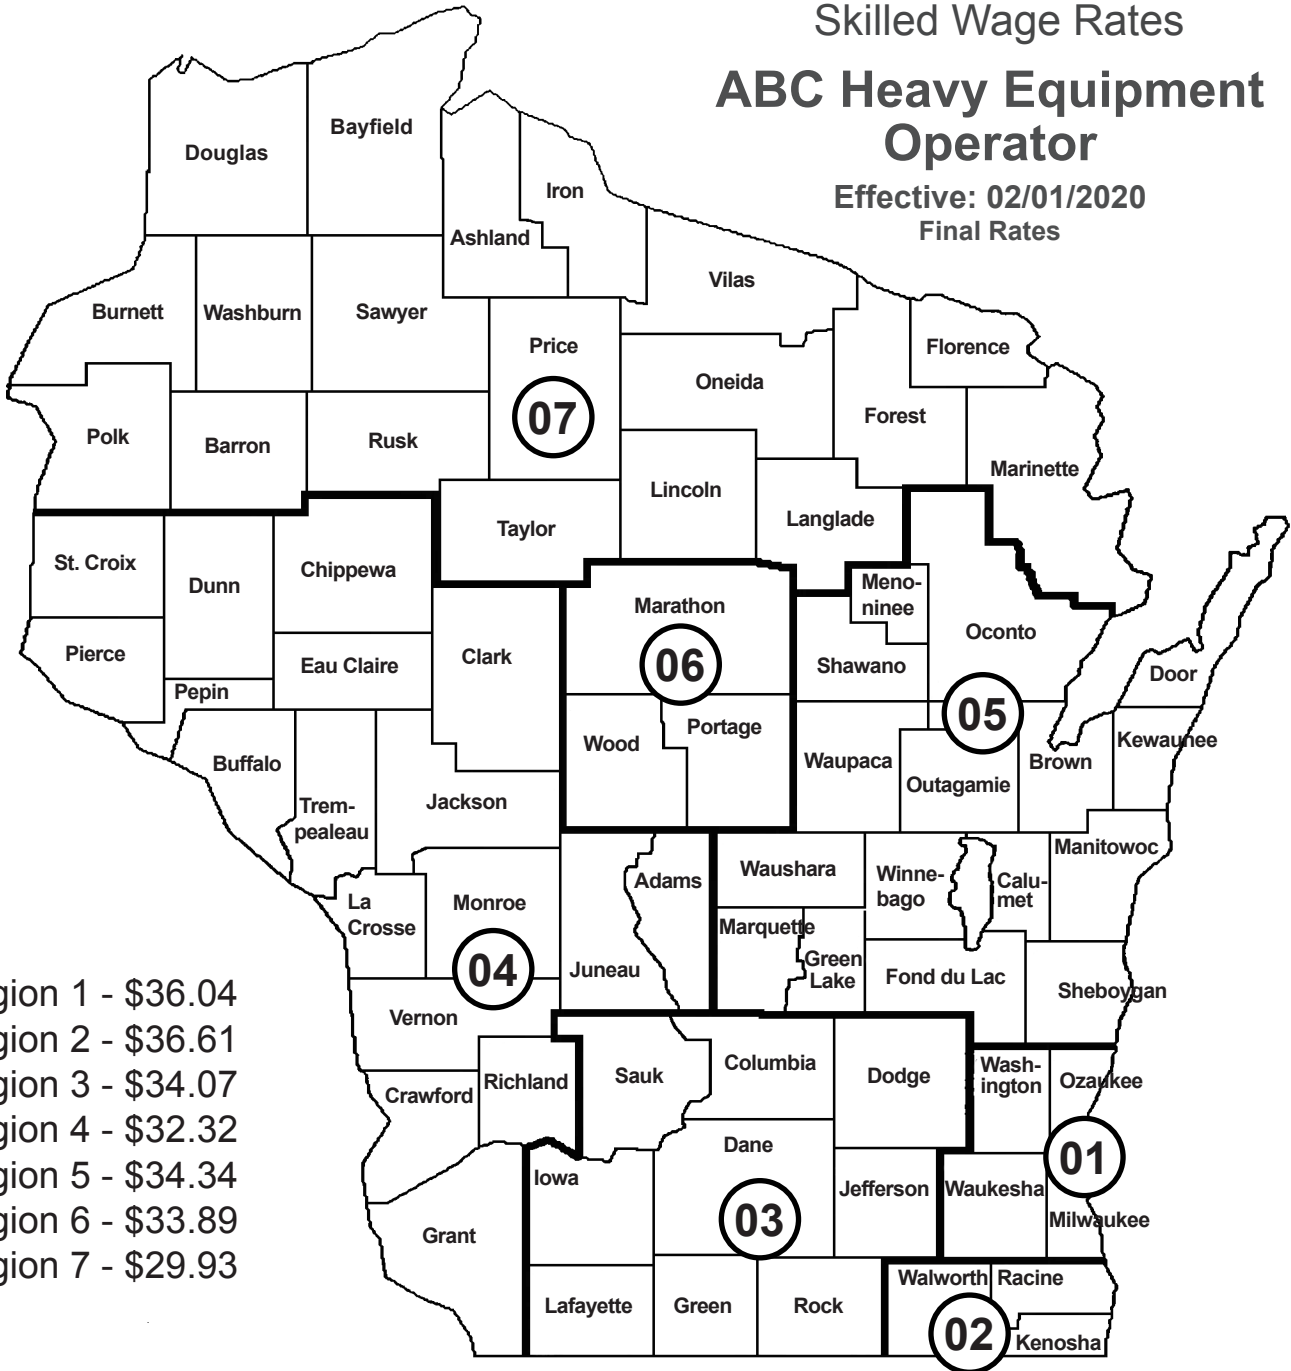 Skilled Wage Rates
ABC Heavy Equipment
Operator
Effective: 02/01/2020
Final Rates
Douglas
Bayfield
Iron
Ashland
Vilas
Burnett
Washburn
Sawyer
Price
Florence
Oneida
07
Forest
Polk
Barron
Rusk
Marinette
Lincoln
Langlade
Taylor
St. Croix
Dunn
Chippewa
Meno-
ninee
Marathon
Oconto
Pierce
Eau Claire
Clark
06
Shawano
Door
Pepin
05
Wood
Portage
Kewaunee
Buffalo
Waupaca
Brown
Outagamie
Trem-
pealeau
Jackson
Manitowoc
Waushara
Winne-
bago
Calu-
met
Adams
La
Crosse
Monroe
Marquette
04
Juneau
Green
Lake
Fond du Lac
Sheboygan
Vernon
gion 1 - $36.04
gion 2 - $36.61
gion 3 - $34.07
gion 4 - $32.32
gion 5 - $34.34
gion 6 - $33.89
gion 7 - $29.93
Richland
Sauk
Columbia
Dodge
Wash-
ington
Ozaukee
Crawford
Dane
01
Iowa
Jefferson
Waukesha
03
Milwaukee
Grant
Walworth
Racine
Lafayette
Green
Rock
02
Kenosha